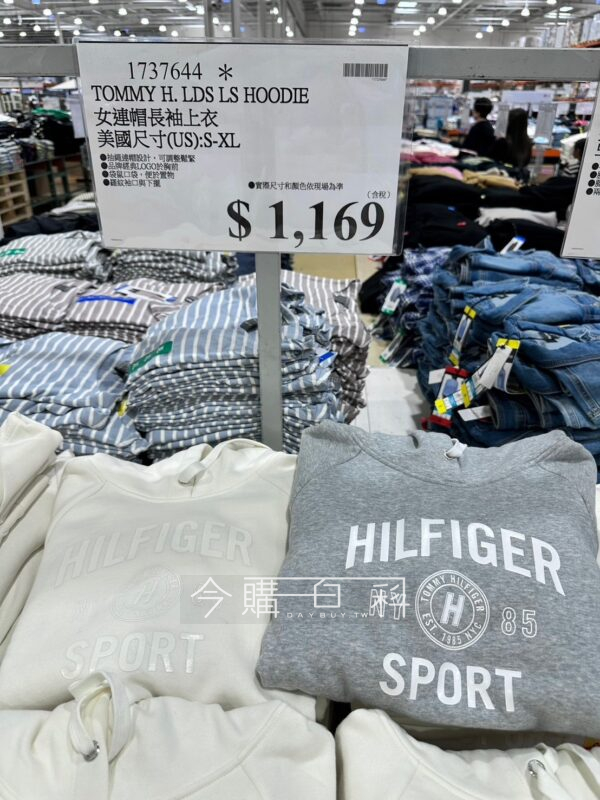 1737644 *
TOMMY H. LDS LS HOODIE
女連帽長袖上衣
美國尺寸(US):S-XL
●抽繩連帽設計，可調整鬆緊
●品牌經典LOGO於胸前
●袋鼠口袋，便於置物
●羅紋袖口與下擺
●實際尺寸和顏色依現場為準
(含稅)
$ 1,169
HILFIGER
SPORT
HILFIGER
TOMMY HILFIGER
H
EST. 1985 NYC
85
SPORT
今購百科
DAYBUY.TW